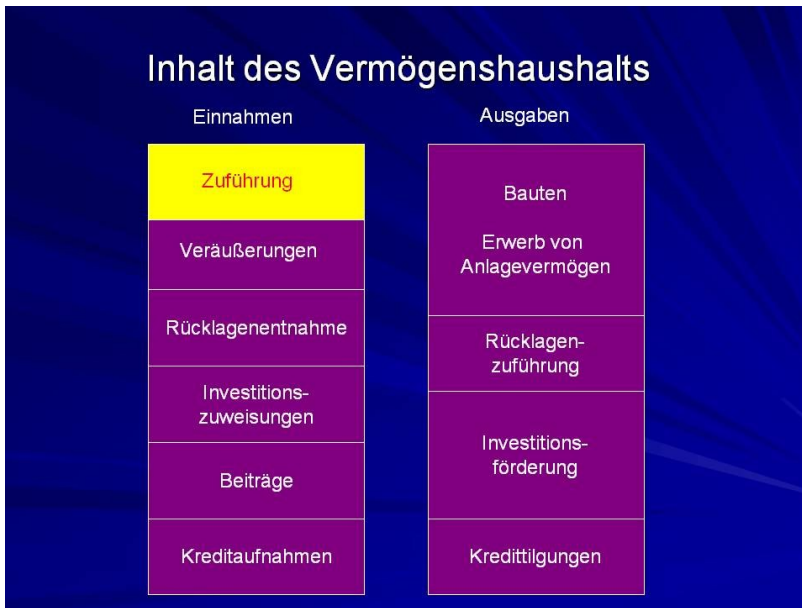 Inhalt des Vermögenshaushalts
Einnahmen
Zuführung
Veräußerungen
Rücklagenentnahme
Investitions-
zuweisungen
Beiträge
Kreditaufnahmen
Ausgaben
Bauten
Erwerb von
Anlagevermögen
Rücklagen-
zuführung
Investitions-
förderung
Kredittilgungen